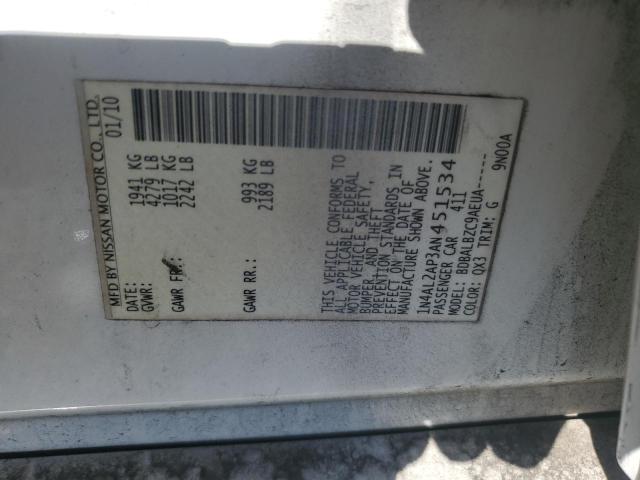 MFD BY NISSAN MOTOR CO., LTD.
DATE: 01/10
GVWR: 1941 KG
4279 LB
GAWR FR.: 1017 KG
2242 LB
GAWR RR.: 993 KG
2189 LB
THIS VEHICLE CONFORMS TO
ALL APPLICABLE FEDERAL
MOTOR VEHICLE SAFETY,
BUMPER, AND THEFT
PREVENTION STANDARDS IN
EFFECT ON THE DATE OF
MANUFACTURE SHOWN ABOVE.
1N4AL2AP3AN451534
PASSENGER CAR 411
MODEL: BDBALBZC9AEUA-----
COLOR: QX3 TRIM: G 9N00A